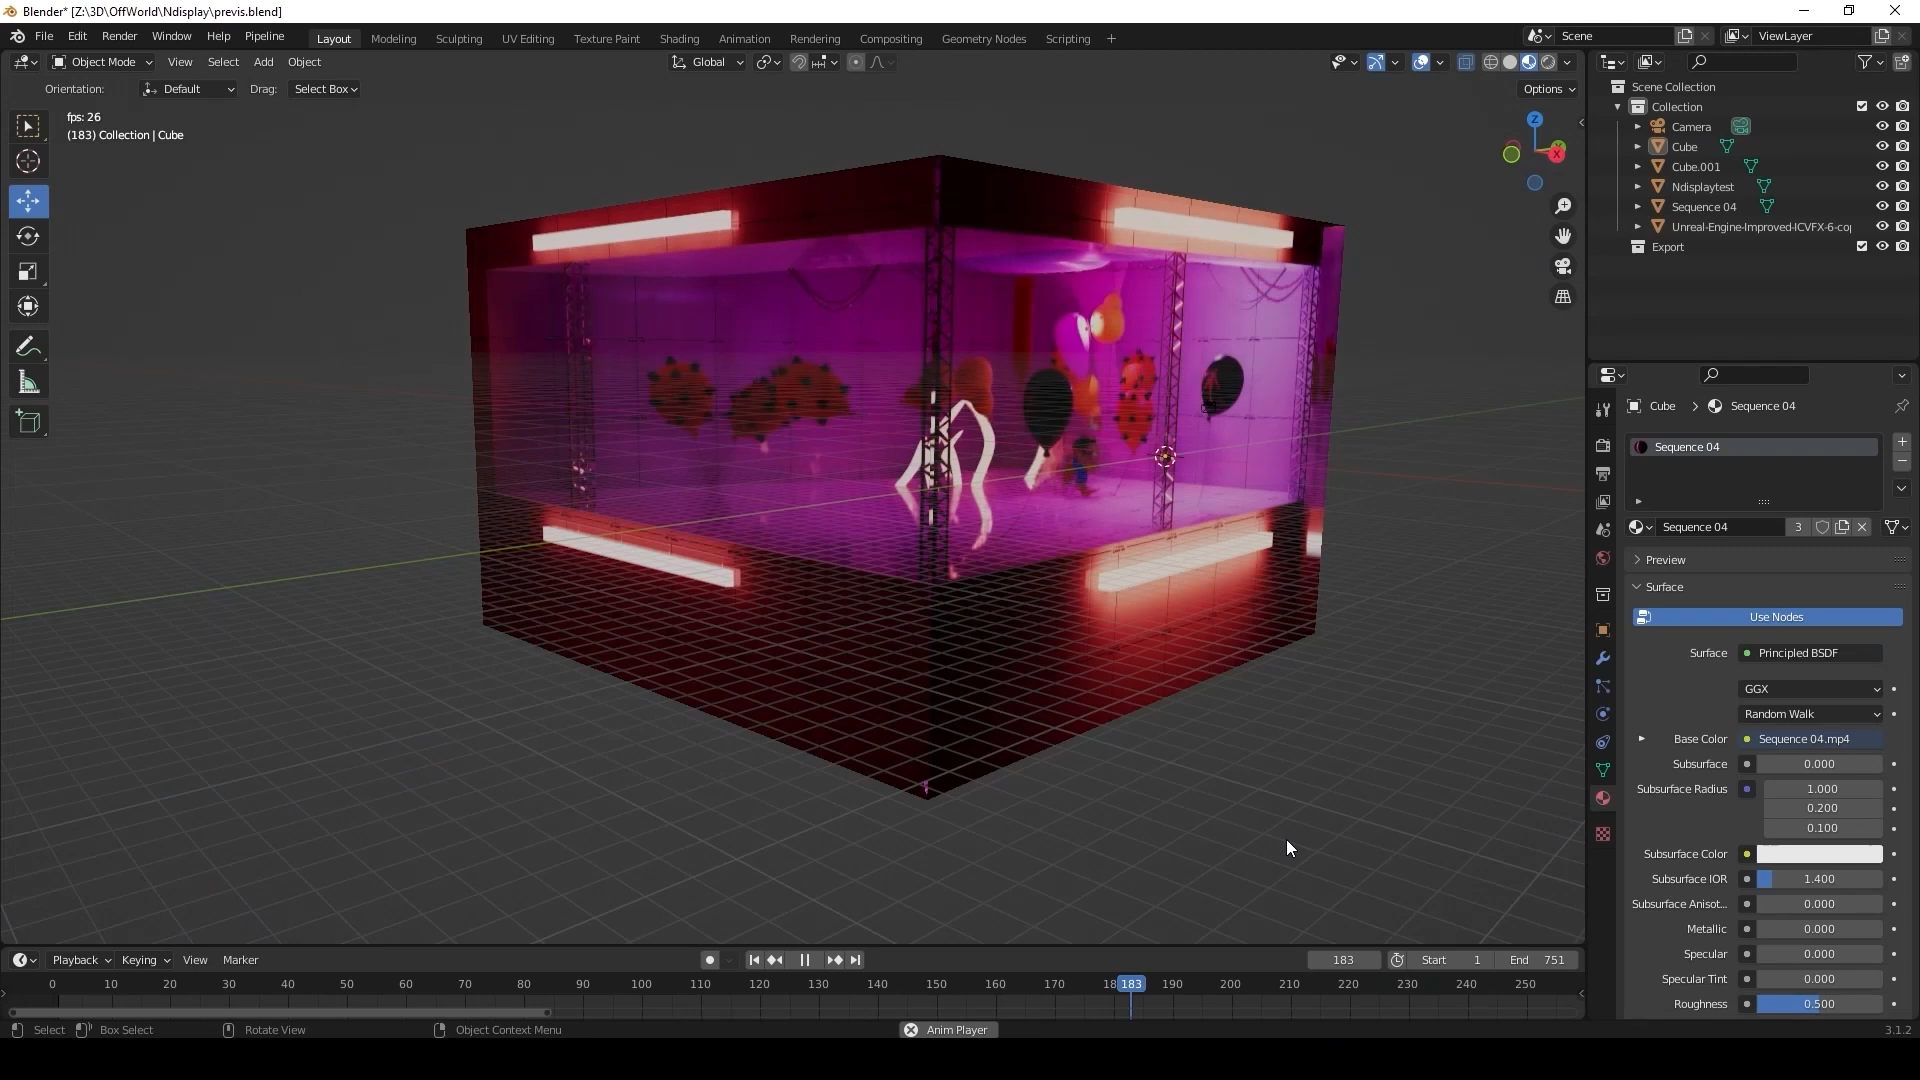 Blender* [Z:\3D\OffWorld\Ndisplay\previs.blend]
File Edit Render Window Help Pipeline Layout Modeling Sculpting UV Editing Texture Paint Shading Animation Rendering Compositing Geometry Nodes Scripting + Scene ViewLayer
Object Mode View Select Add Object Global
Orientation: Default Drag: Select Box Options
fps: 26
(183) Collection | Cube
Z
X
Scene Collection
Collection
Camera
Cube
Cube.001
Ndisplaytest
Sequence 04
Unreal-Engine-Improved-ICVFX-6-cop
Export
Cube > Sequence 04
Sequence 04
Sequence 04 3
Preview
Surface
Use Nodes
Surface Principled BSDF
GGX
Random Walk
Base Color Sequence 04.mp4
Subsurface 0.000
Subsurface Radius 1.000
0.200
0.100
Subsurface Color
Subsurface IOR 1.400
Subsurface Anisot... 0.000
Metallic 0.000
Specular 0.000
Specular Tint 0.000
Roughness 0.500
Playback Keying View Marker 183 Start 1 End 751
0 10 20 30 40 50 60 70 80 90 100 110 120 130 140 150 160 170 18 183 190 200 210 220 230 240 250
Select Box Select Rotate View Object Context Menu Anim Player 3.1.2